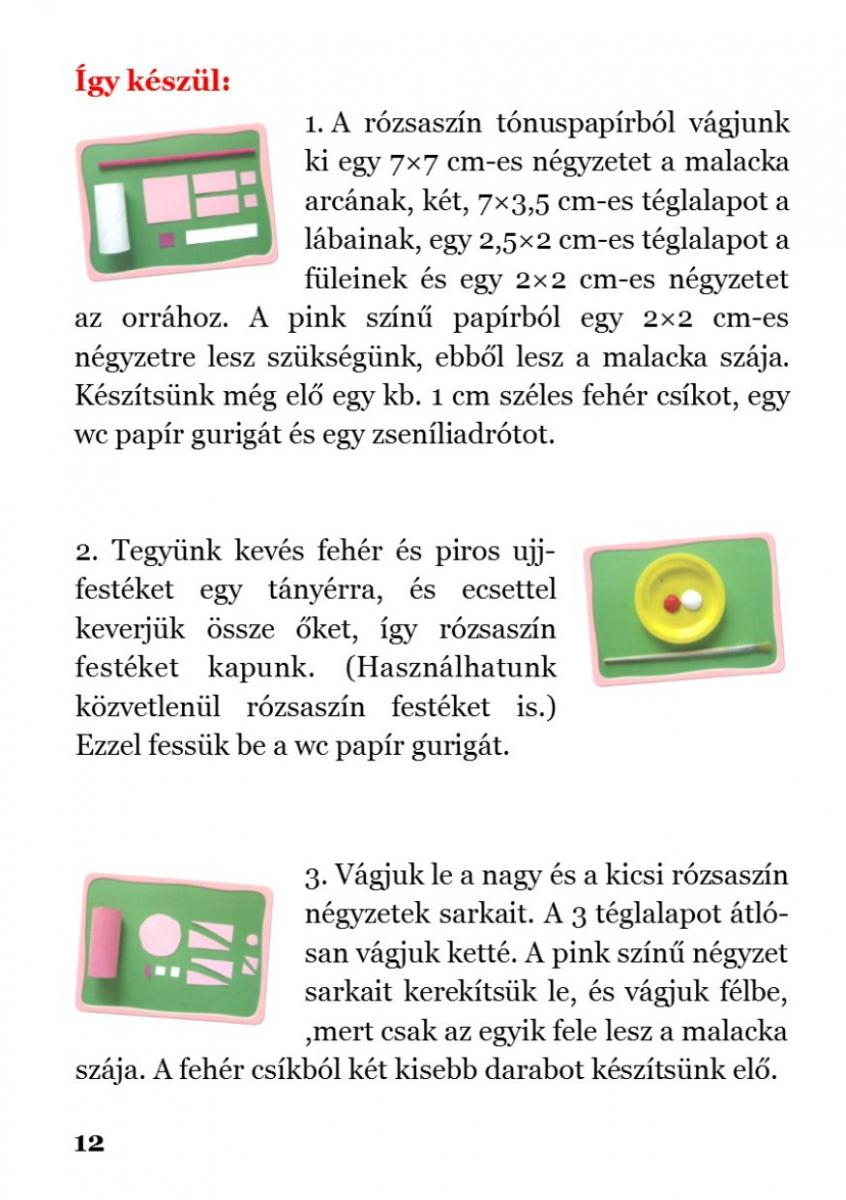 Így készül:
1. A rózsaszín tónuspapírból vágjunk
ki egy 7×7 cm-es négyzetet a malacka
arcának, két, 7×3,5 cm-es téglalapot a
lábainak, egy 2,5×2 cm-es téglalapot a
füleinek és egy 2×2 cm-es négyzetet
az orrához. A pink színű papírból egy 2×2 cm-es
négyzetre lesz szükségünk, ebből lesz a malacka szája.
Készítsünk még elő egy kb. 1 cm széles fehér csíkot, egy
wc papír gurigát és egy zseníliadrótot.
2. Tegyünk kevés fehér és piros ujj-
festéket egy tányérra, és ecsettel
keverjük össze őket, így rózsaszín
festéket kapunk. (Használhatunk
közvetlenül rózsaszín festéket is.)
Ezzel fessük be a wc papír gurigát.
3. Vágjuk le a nagy és a kicsi rózsaszín
négyzetek sarkait. A 3 téglalapot átló-
san vágjuk ketté. A pink színű négyzet
sarkait kerekítsük le, és vágjuk félbe,
,mert csak az egyik fele lesz a malacka
szája. A fehér csíkból két kisebb darabot készítsünk elő.
12